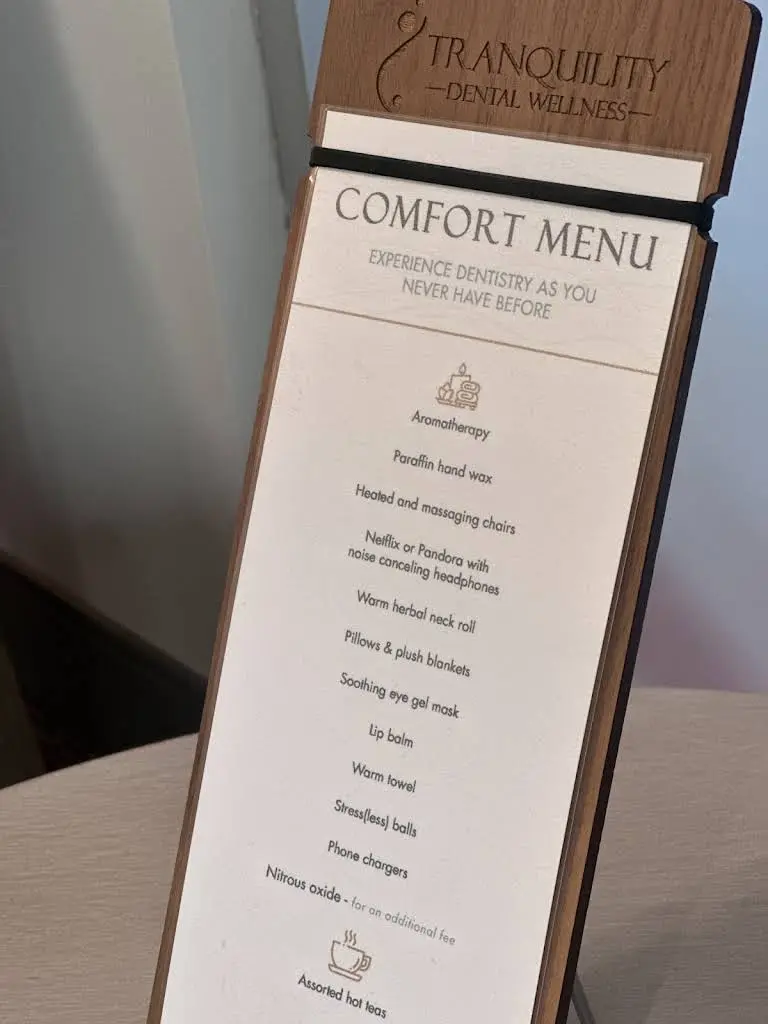 TRANQUILITY
—DENTAL WELLNESS—
COMFORT MENU
EXPERIENCE DENTISTRY AS YOU
NEVER HAVE BEFORE
Aromatherapy
Paraffin hand wax
Heated and massaging chairs
Netflix or Pandora with
noise canceling headphones
Warm herbal neck roll
Pillows & plush blankets
Soothing eye gel mask
Lip balm
Warm towel
Stress(less) balls
Phone chargers
Nitrous oxide - for an additional fee
Assorted hot teas